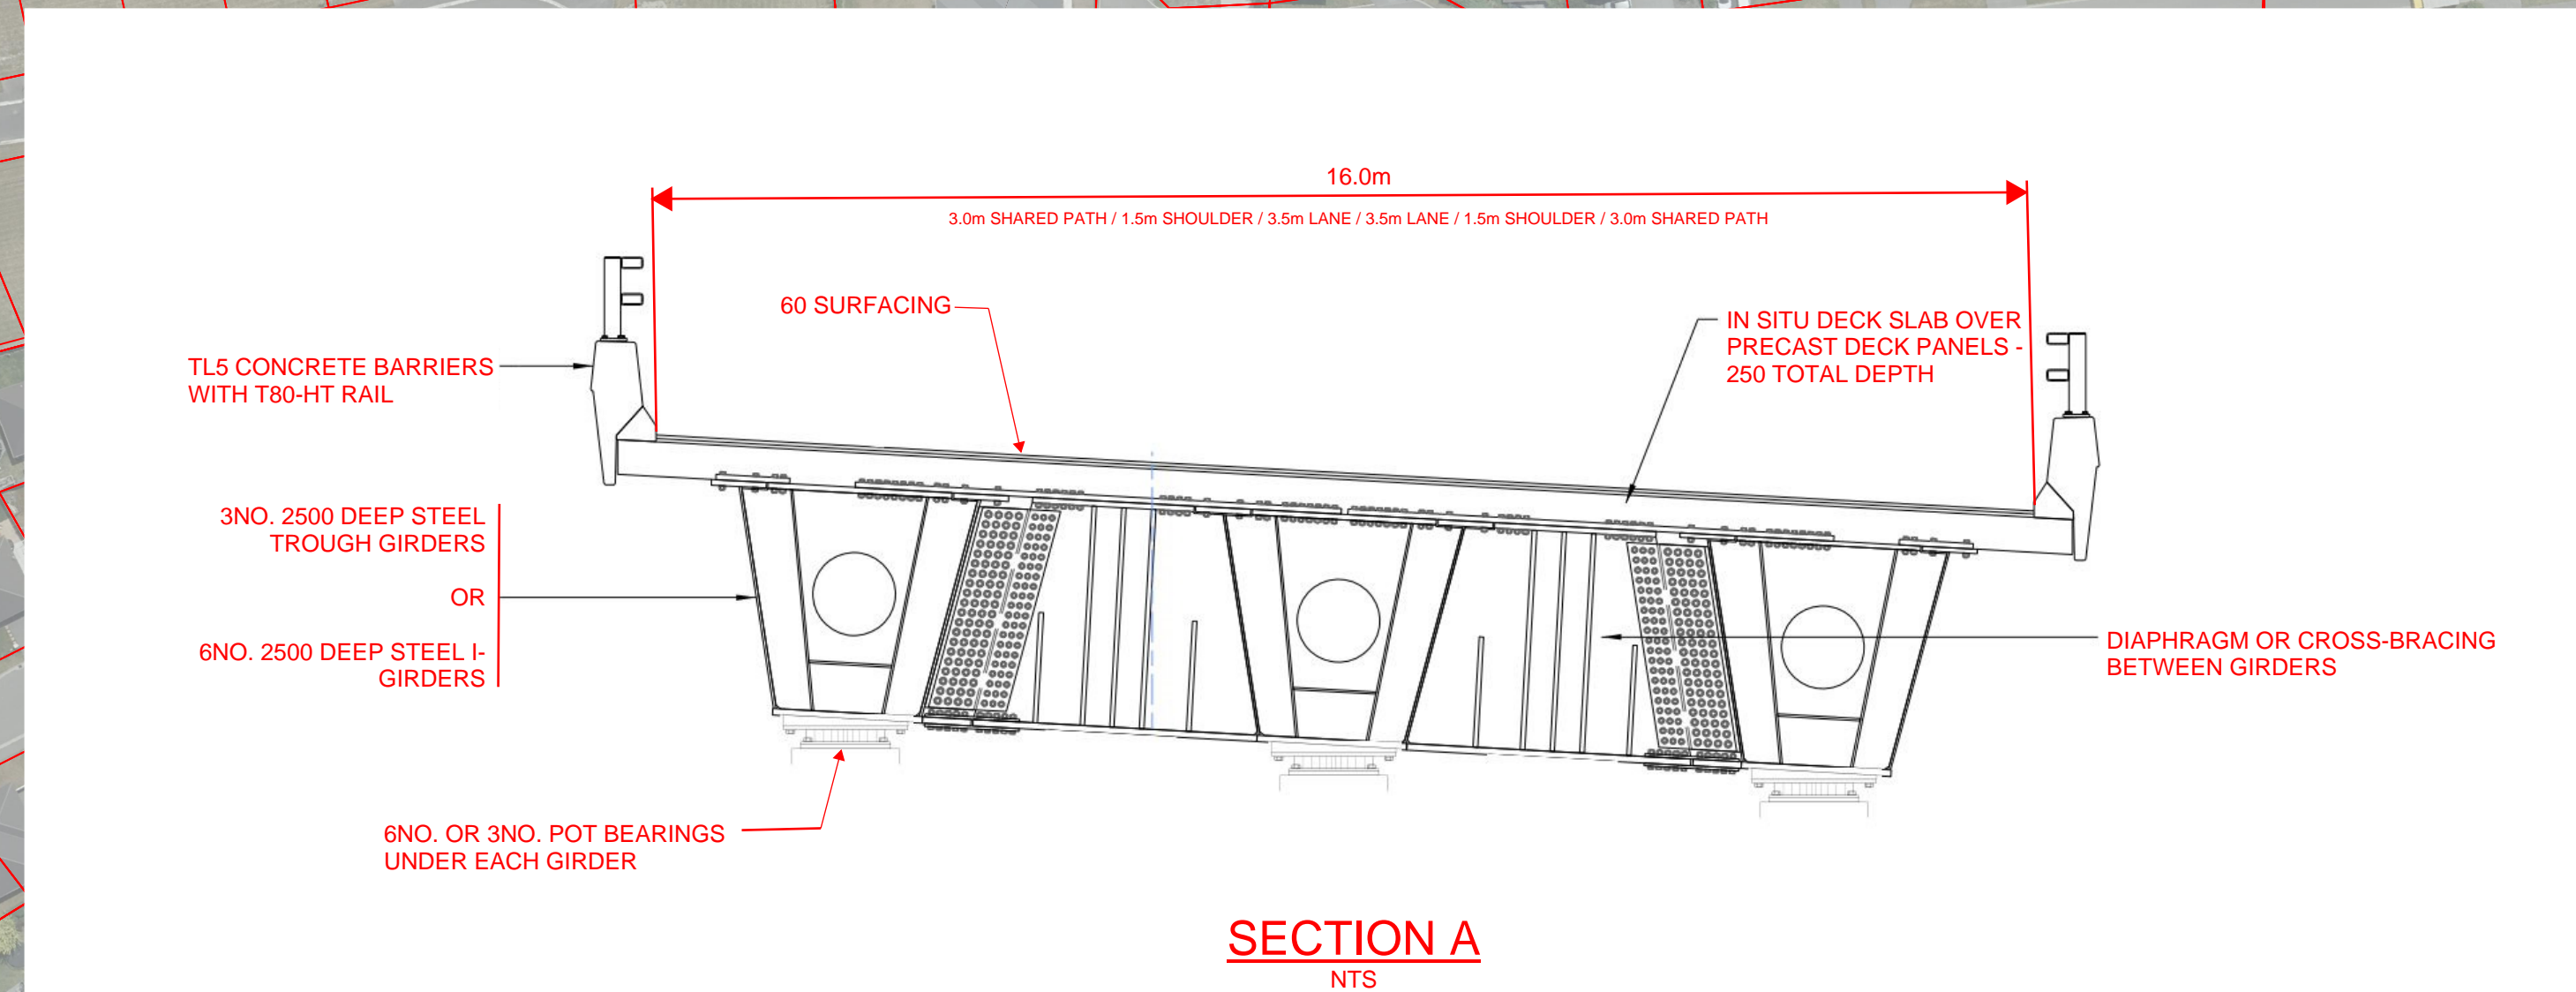 16.0m
3.0m SHARED PATH / 1.5m SHOULDER / 3.5m LANE / 3.5m LANE / 1.5m SHOULDER / 3.0m SHARED PATH
60 SURFACING
IN SITU DECK SLAB OVER
PRECAST DECK PANELS -
250 TOTAL DEPTH
TL5 CONCRETE BARRIERS
WITH T80-HT RAIL
3NO. 2500 DEEP STEEL
TROUGH GIRDERS
OR
6NO. 2500 DEEP STEEL I-
GIRDERS
DIAPHRAGM OR CROSS-BRACING
BETWEEN GIRDERS
6NO. OR 3NO. POT BEARINGS
UNDER EACH GIRDER
SECTION A
NTS